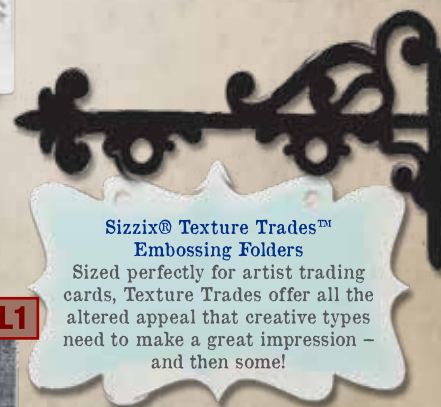 Sizzix® Texture Trades™
Embossing Folders
Sized perfectly for artist trading
cards, Texture Trades offer all the
altered appeal that creative types
need to make a great impression –
and then some!
L1